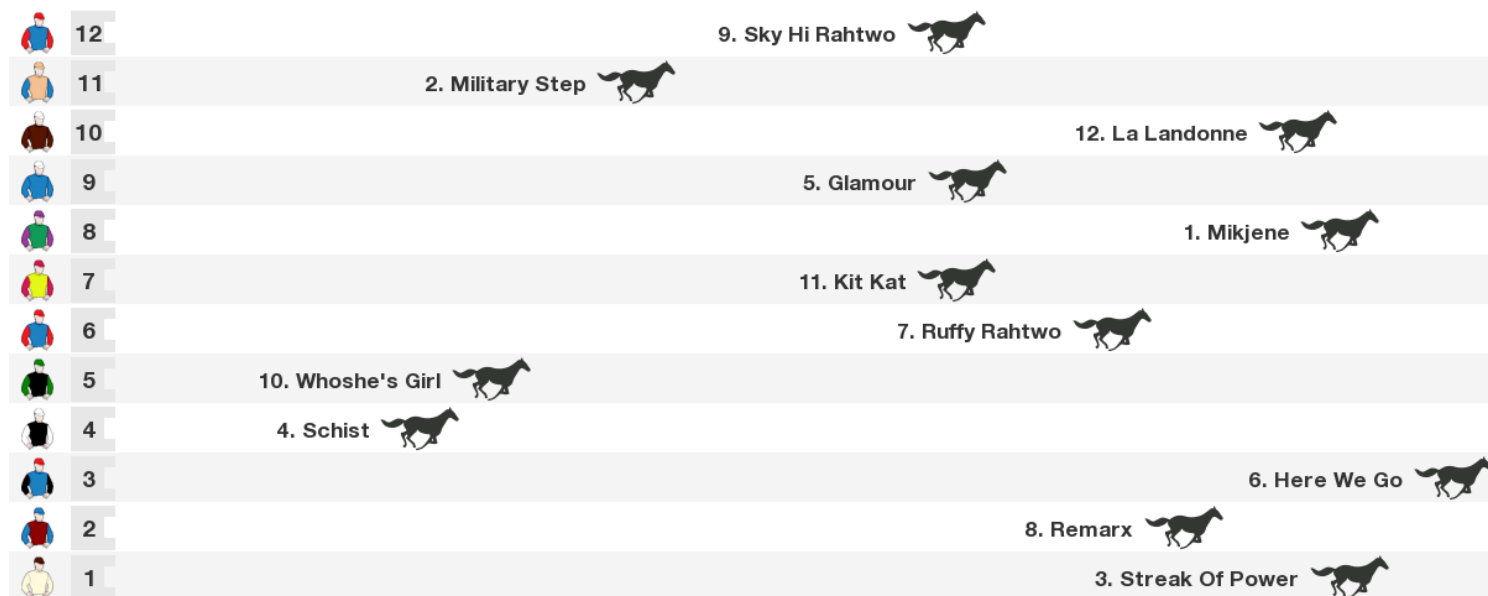 12 9. Sky Hi Rahtwo
11 2. Military Step
10 12. La Landonne
9 5. Glamour
8 1. Mikjene
7 11. Kit Kat
6 7. Ruffy Rahtwo
5 10. Whoshe's Girl
4 4. Schist
3 6. Here We Go
2 8. Remarx
1 3. Streak Of Power